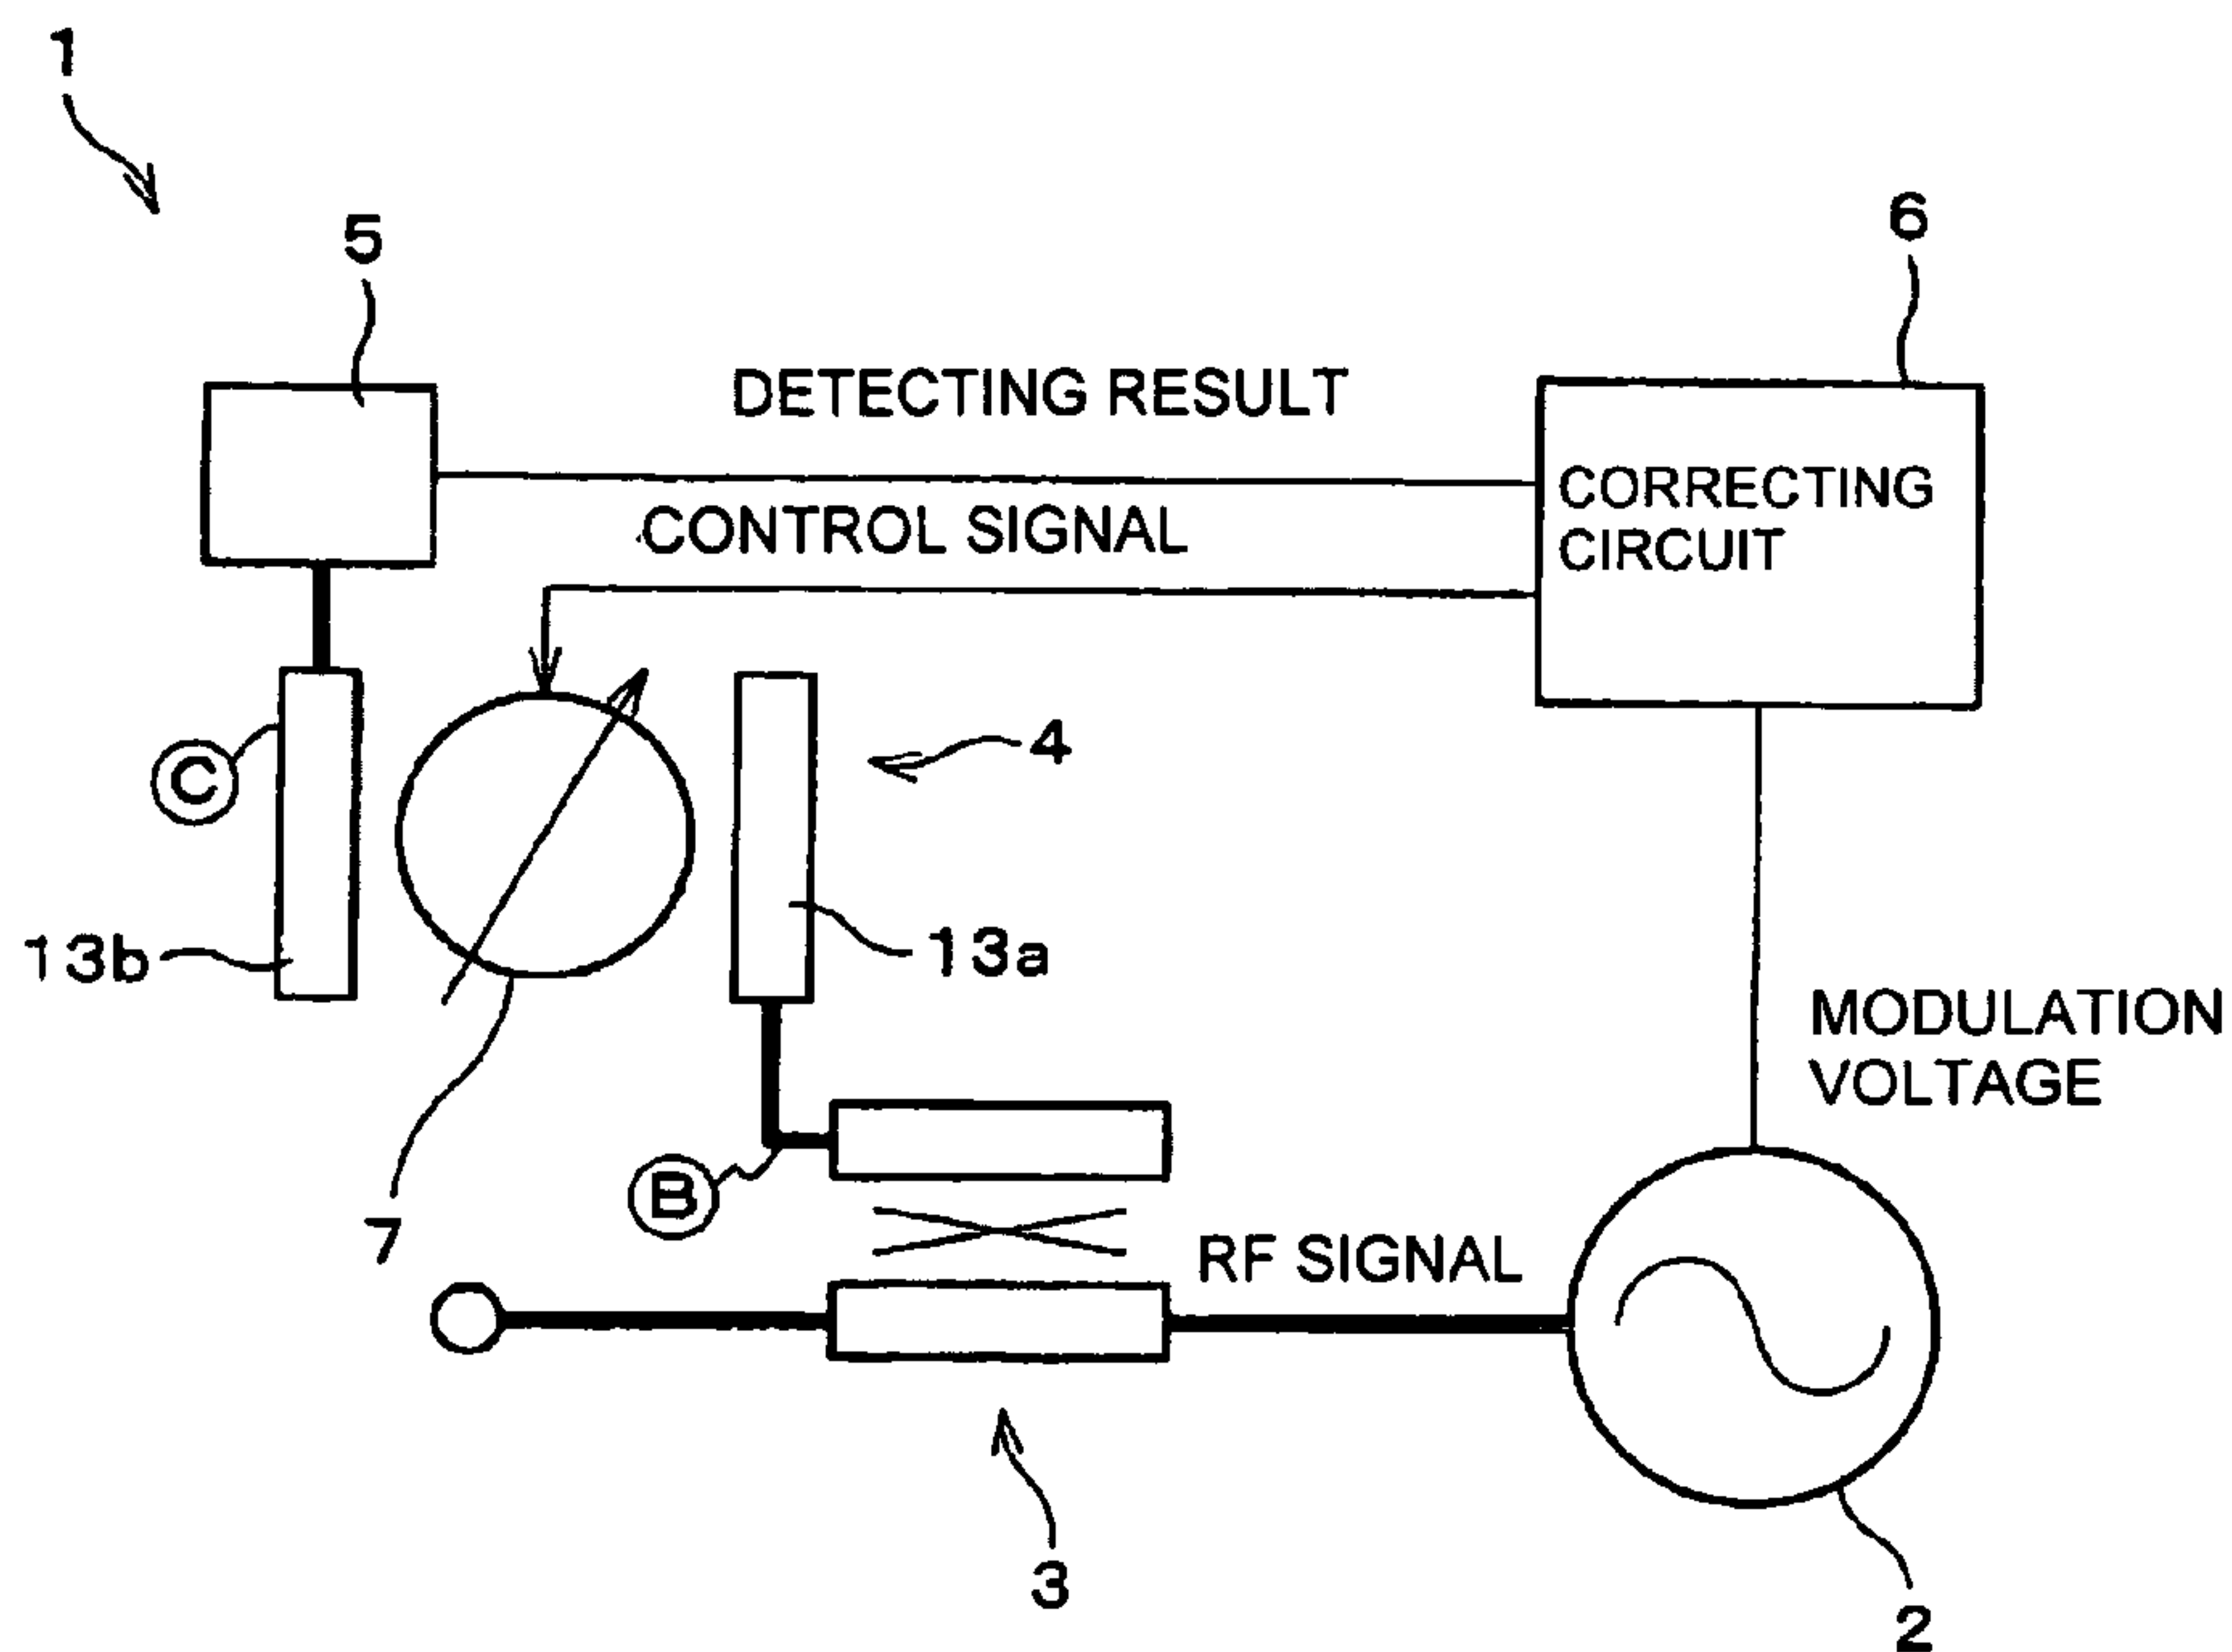 1
5
6
DETECTING RESULT
CORRECTING
CIRCUIT
CONTROL SIGNAL
4
C
13b
13a
MODULATION
VOLTAGE
B
7
RF SIGNAL
3
2